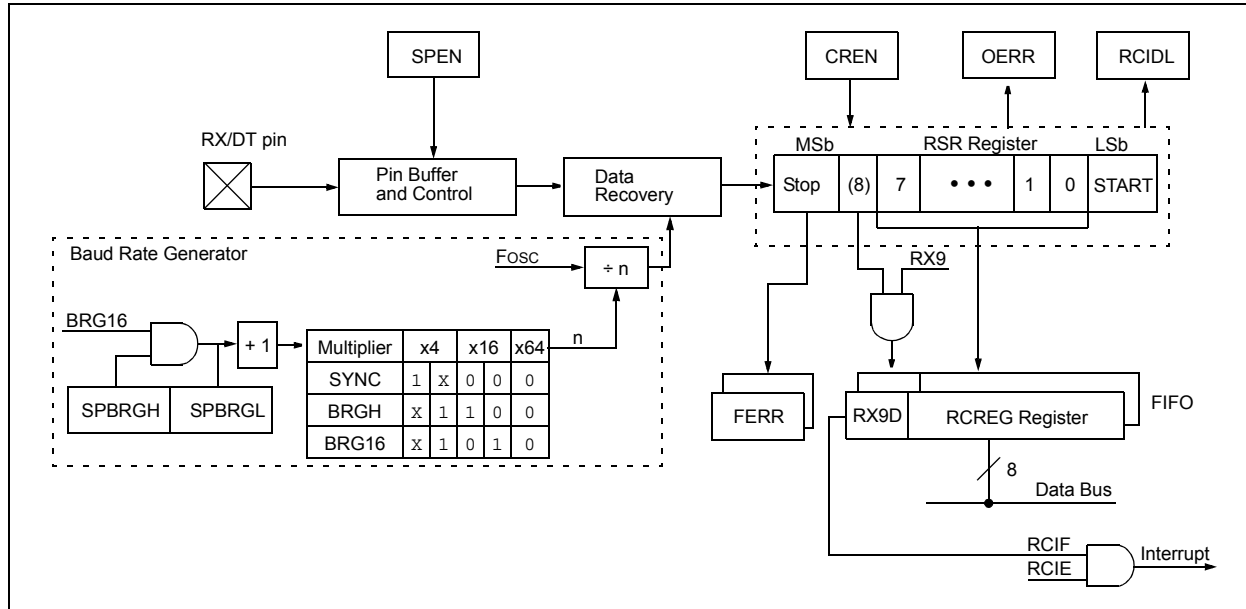 SPEN
CREN
OERR
RCIDL
RX/DT pin
MSb RSR Register LSb
Pin Buffer
and Control
Data
Recovery
Stop (8) 7 • • • 1 0 START
Baud Rate Generator
FOSC
÷ n
RX9
BRG16
+ 1
n
Multiplier x4 x16 x64
SYNC 1 X 0 0 0
BRGH X 1 1 0 0
BRG16 X 1 0 1 0
SPBRGH SPBRGL
FERR
RX9D RCREG Register
FIFO
8
Data Bus
RCIF
RCIE
Interrupt